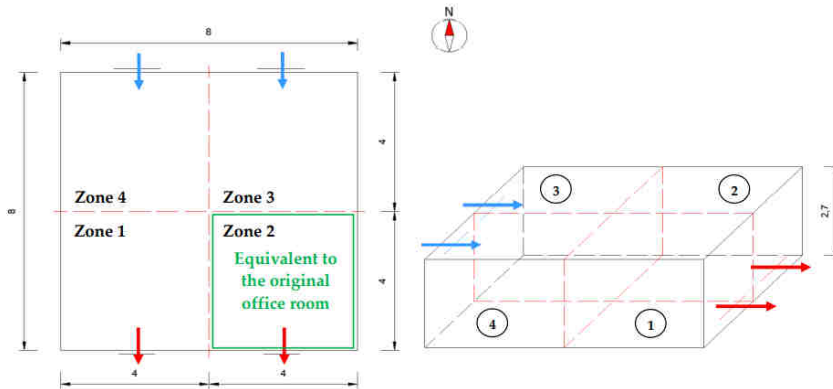 8
N
8
4
4
Zone 4
Zone 3
Zone 1
Zone 2
Equivalent to
the original
office room
4
4
3
2
4
1
2,7